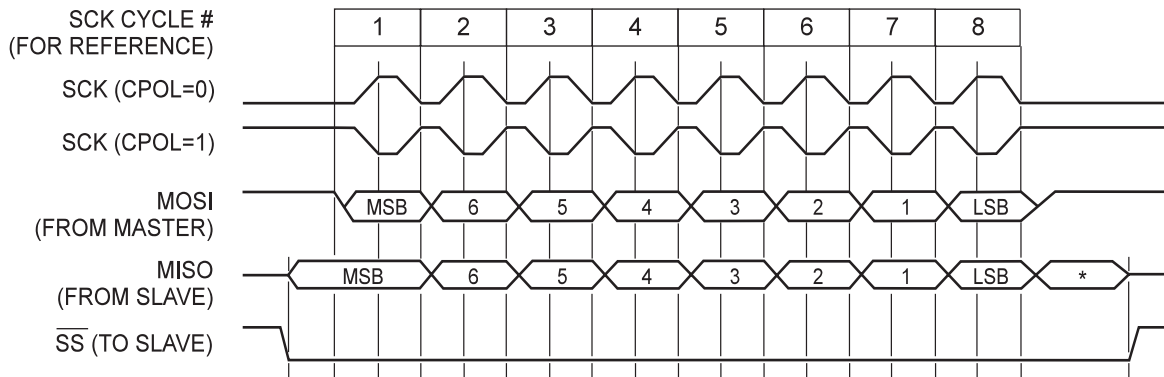 SCK CYCLE #
(FOR REFERENCE)
1 2 3 4 5 6 7 8
SCK (CPOL=0)
SCK (CPOL=1)
MOSI
(FROM MASTER)
MSB 6 5 4 3 2 1 LSB
MISO
(FROM SLAVE)
MSB 6 5 4 3 2 1 LSB *
SS (TO SLAVE)